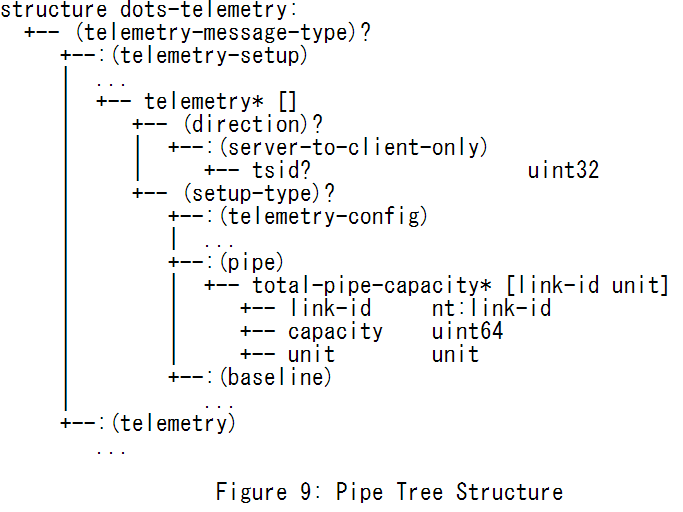 structure dots-telemetry:
  +-- (telemetry-message-type)?
     +--:(telemetry-setup)
     |  ...
     |  +-- telemetry* []
     |     +-- (direction)?
     |     |  +--:(server-to-client-only)
     |     |     +-- tsid?                  uint32
     |     +-- (setup-type)?
     |        +--:(telemetry-config)
     |        |  ...
     |        +--:(pipe)
     |        |  +-- total-pipe-capacity* [link-id unit]
     |        |     +-- link-id     nt:link-id
     |        |     +-- capacity    uint64
     |        |     +-- unit        unit
     |        +--:(baseline)
     |           ...
     +--:(telemetry)
        ...
Figure 9: Pipe Tree Structure